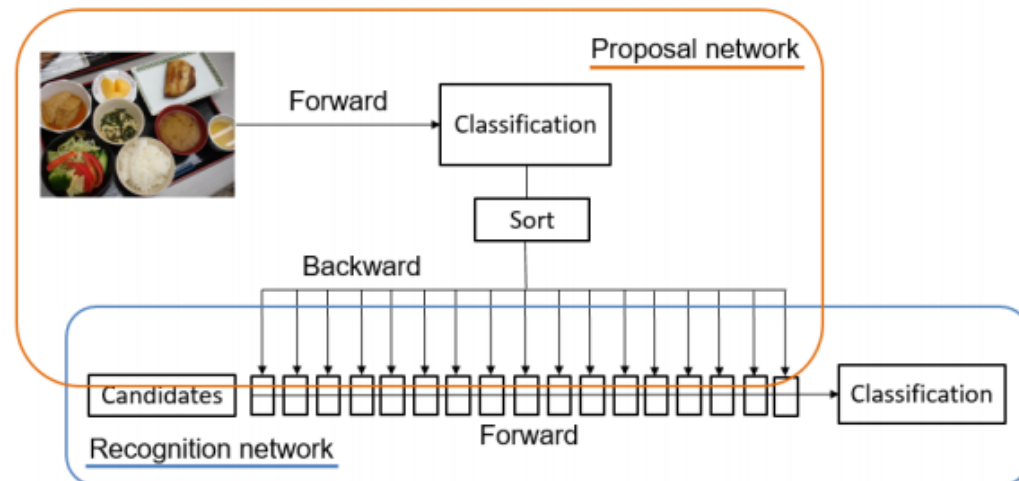 Proposal network
Forward
Classification
Sort
Backward
Candidates
Classification
Forward
Recognition network